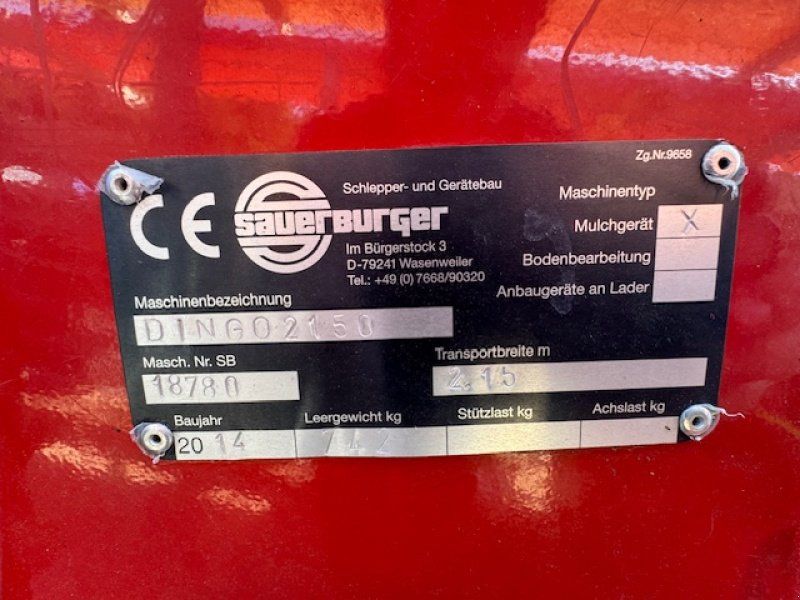 Zg.Nr.9658
CE
Schlepper- und Gerätebau
sauerburger
Im Bürgerstock 3
D-79241 Wasenweiler
Tel.: +49 (0) 7668/90320
Maschinentyp
Mulchgerät X
Bodenbearbeitung
Anbaugeräte an Lader
Maschinenbezeichnung
DINGO2150
Masch. Nr. SB
18780
Transportbreite m
2.15
Baujahr Leergewicht kg Stützlast kg Achslast kg
2014